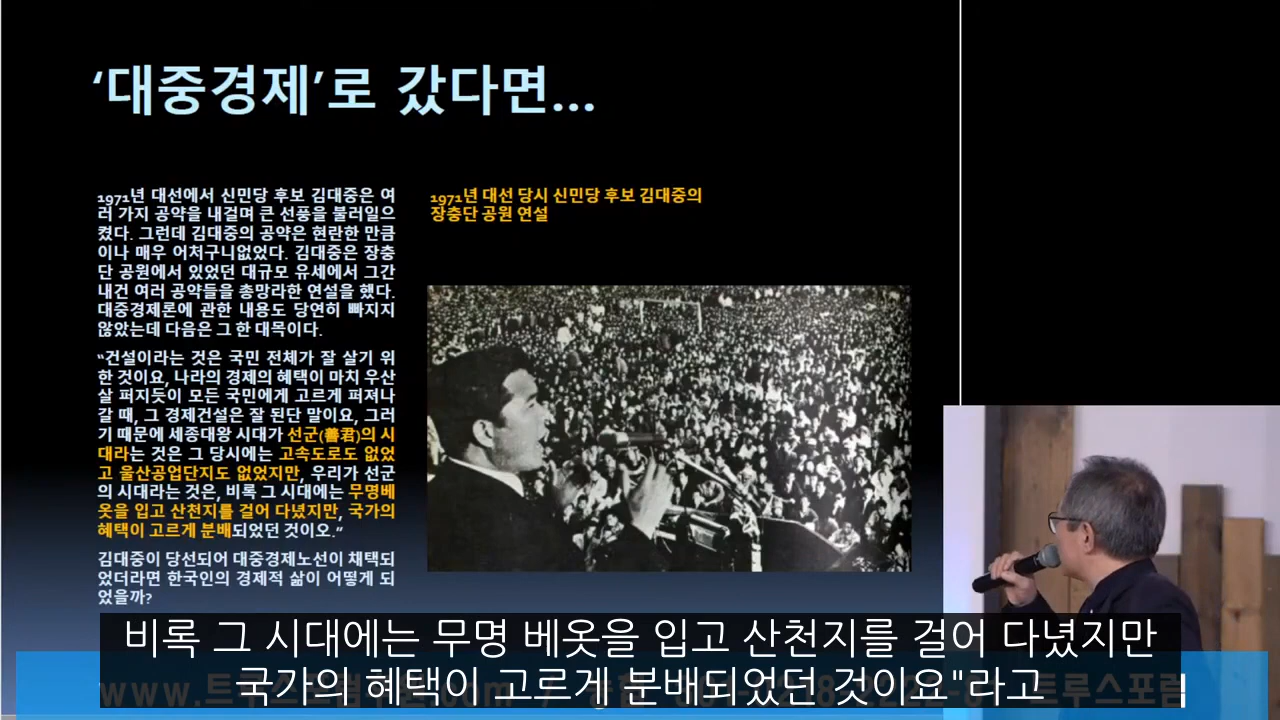 ‘대중경제’로 갔다면...
1971년 대선에서 신민당 후보 김대중은 여
러 가지 공약을 내걸며 큰 선풍을 불러일으
켰다. 그런데 김대중의 공약은 현란한 만큼
이나 매우 어처구니없었다. 김대중은 장충
단 공원에서 있었던 대규모 유세에서 그간
내건 여러 공약들을 총망라한 연설을 했다.
대중경제론에 관한 내용도 당연히 빠지지
않았는데 다음은 그 한 대목이다.
“건설이라는 것은 국민 전체가 잘 살기 위
한 것이요, 나라의 경제의 혜택이 마치 우산
살 퍼지듯이 모든 국민에게 고르게 퍼져나
갈 때, 그 경제건설은 잘 된단 말이요, 그러
기 때문에 세종대왕 시대가 선군(善君)의 시
대라는 것은 그 당시에는 고속도로도 없었
고 울산공업단지도 없었지만, 우리가 선군
의 시대라는 것은, 비록 그 시대에는 무명베
옷을 입고 산천지를 걸어 다녔지만, 국가의
혜택이 고르게 분배되었던 것이오.”
김대중이 당선되어 대중경제노선이 채택되
었더라면 한국인의 경제적 삶이 어떻게 되
었을까?
1971년 대선 당시 신민당 후보 김대중의
장충단 공원 연설
비록 그 시대에는 무명 베옷을 입고 산천지를 걸어 다녔지만
국가의 혜택이 고르게 분배되었던 것이요"라고
www.트루스포럼
트루스포럼